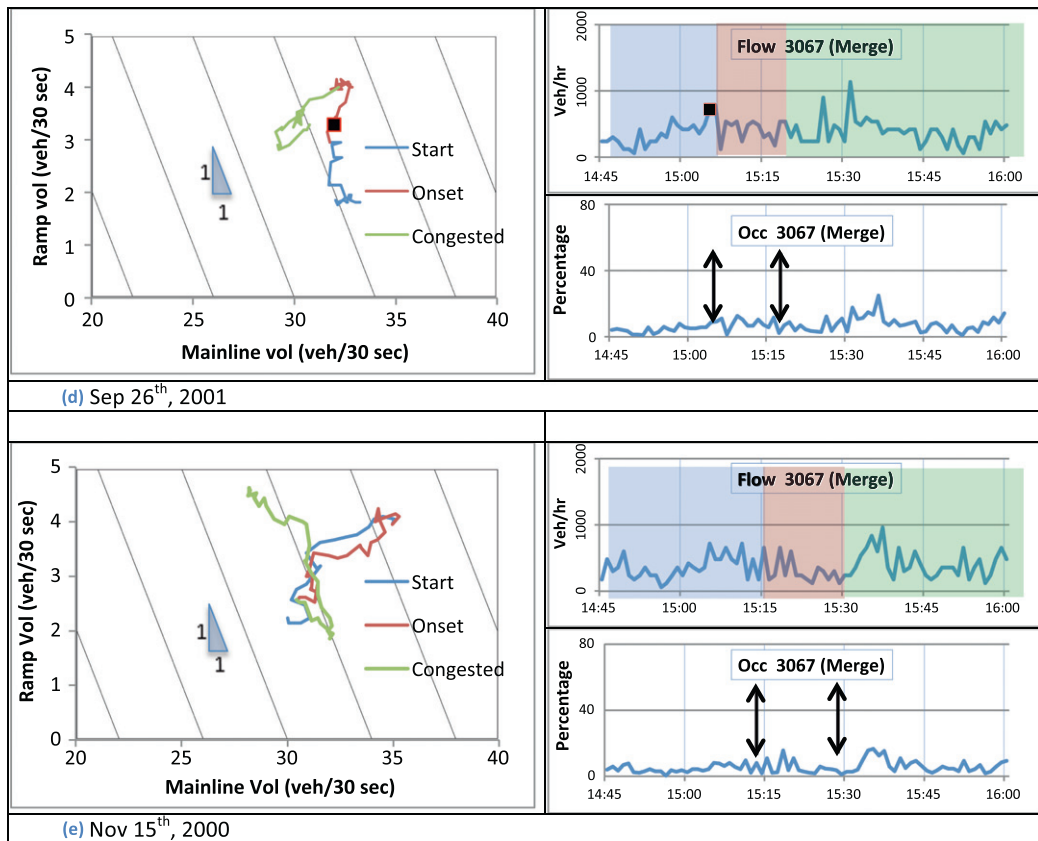 5
4
3
2
1
0
20 25 30 35 40
Ramp vol (veh/30 sec)
Mainline vol (veh/30 sec)
1
1
Start
Onset
Congested
Flow 3067 (Merge)
Veh/hr
2000
1000
0
14:45 15:00 15:15 15:30 15:45 16:00
Occ 3067 (Merge)
Percentage
80
40
0
14:45 15:00 15:15 15:30 15:45 16:00
(d) Sep 26th, 2001
5
4
3
2
1
0
20 25 30 35 40
Ramp Vol (veh/30 sec)
Mainline Vol (veh/30 sec)
1
1
Start
Onset
Congested
Flow 3067 (Merge)
Veh/hr
2000
1000
0
14:45 15:00 15:15 15:30 15:45 16:00
Occ 3067 (Merge)
Percentage
80
40
0
14:45 15:00 15:15 15:30 15:45 16:00
(e) Nov 15th, 2000